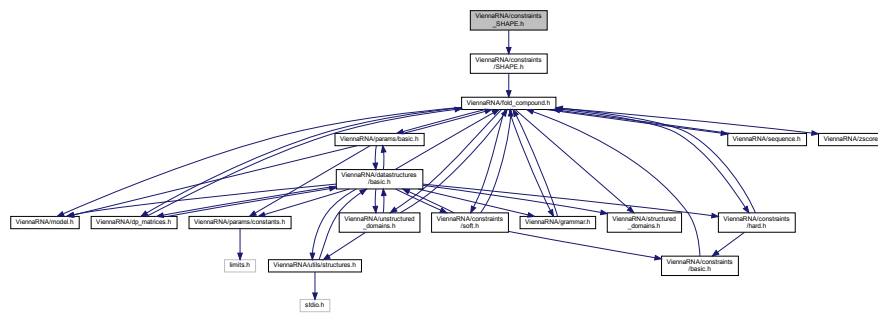 ViennaRNA/constraints
_SHAPE.h
ViennaRNA/constraints
/SHAPE.h
ViennaRNA/fold_compound.h
ViennaRNA/params/basic.h
ViennaRNA/sequence.h
ViennaRNA/zscore
ViennaRNA/datastructures
/basic.h
ViennaRNA/model.h
ViennaRNA/dp_matrices.h
ViennaRNA/params/constants.h
ViennaRNA/unstructured
_domains.h
ViennaRNA/constraints
/soft.h
ViennaRNA/grammar.h
ViennaRNA/structured
_domains.h
ViennaRNA/constraints
/hard.h
limits.h
ViennaRNA/utils/structures.h
ViennaRNA/constraints
/basic.h
stdio.h